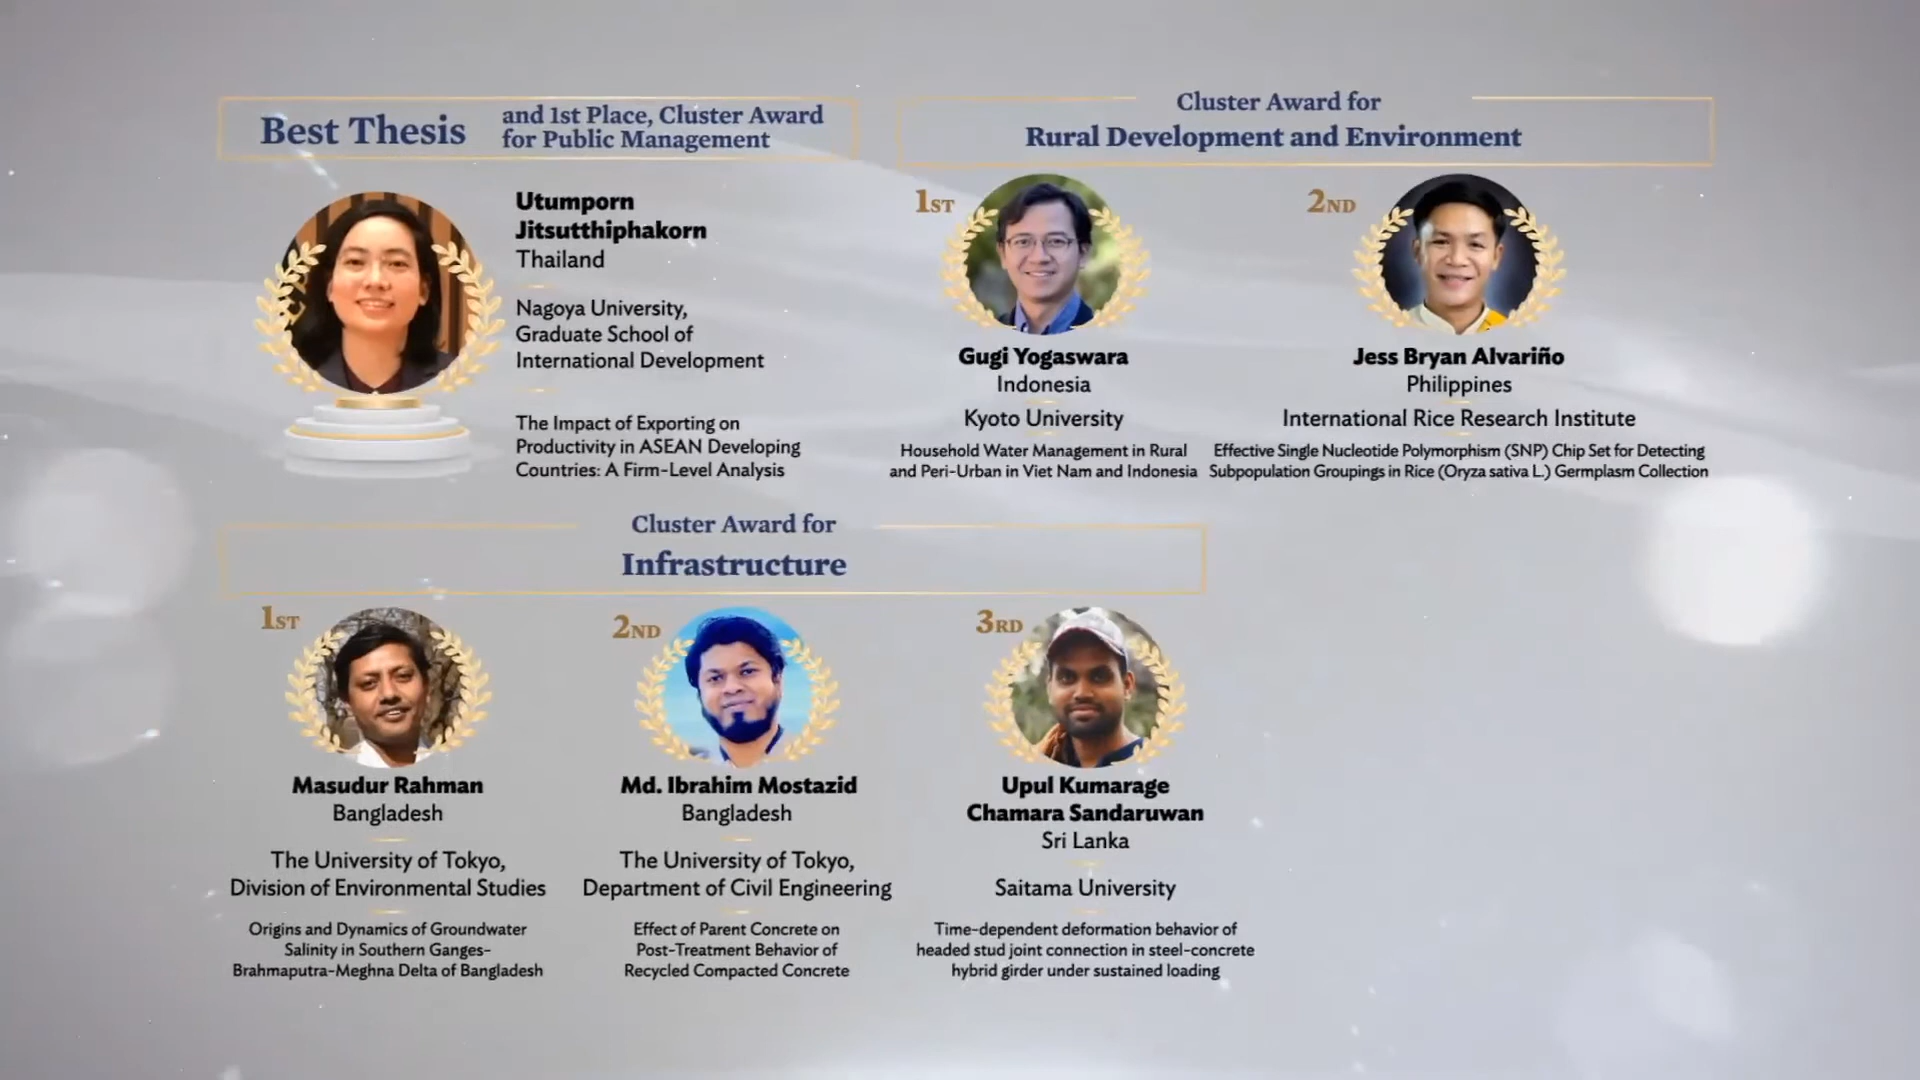 Best Thesis
and 1st Place, Cluster Award
for Public Management
Utumporn
Jitsutthiphakorn
Thailand
Nagoya University,
Graduate School of
International Development
The Impact of Exporting on
Productivity in ASEAN Developing
Countries: A Firm-Level Analysis
Cluster Award for
Rural Development and Environment
1ST
Gugi Yogaswara
Indonesia
Kyoto University
Household Water Management in Rural
and Peri-Urban in Viet Nam and Indonesia
2ND
Jess Bryan Alvariño
Philippines
International Rice Research Institute
Effective Single Nucleotide Polymorphism (SNP) Chip Set for Detecting
Subpopulation Groupings in Rice (Oryza sativa L.) Germplasm Collection
Cluster Award for
Infrastructure
1ST
Masudur Rahman
Bangladesh
The University of Tokyo,
Division of Environmental Studies
Origins and Dynamics of Groundwater
Salinity in Southern Ganges-
Brahmaputra-Meghna Delta of Bangladesh
2ND
Md. Ibrahim Mostazid
Bangladesh
The University of Tokyo,
Department of Civil Engineering
Effect of Parent Concrete on
Post-Treatment Behavior of
Recycled Compacted Concrete
3RD
Upul Kumarage
Chamara Sandaruwan
Sri Lanka
Saitama University
Time-dependent deformation behavior of
headed stud joint connection in steel-concrete
hybrid girder under sustained loading